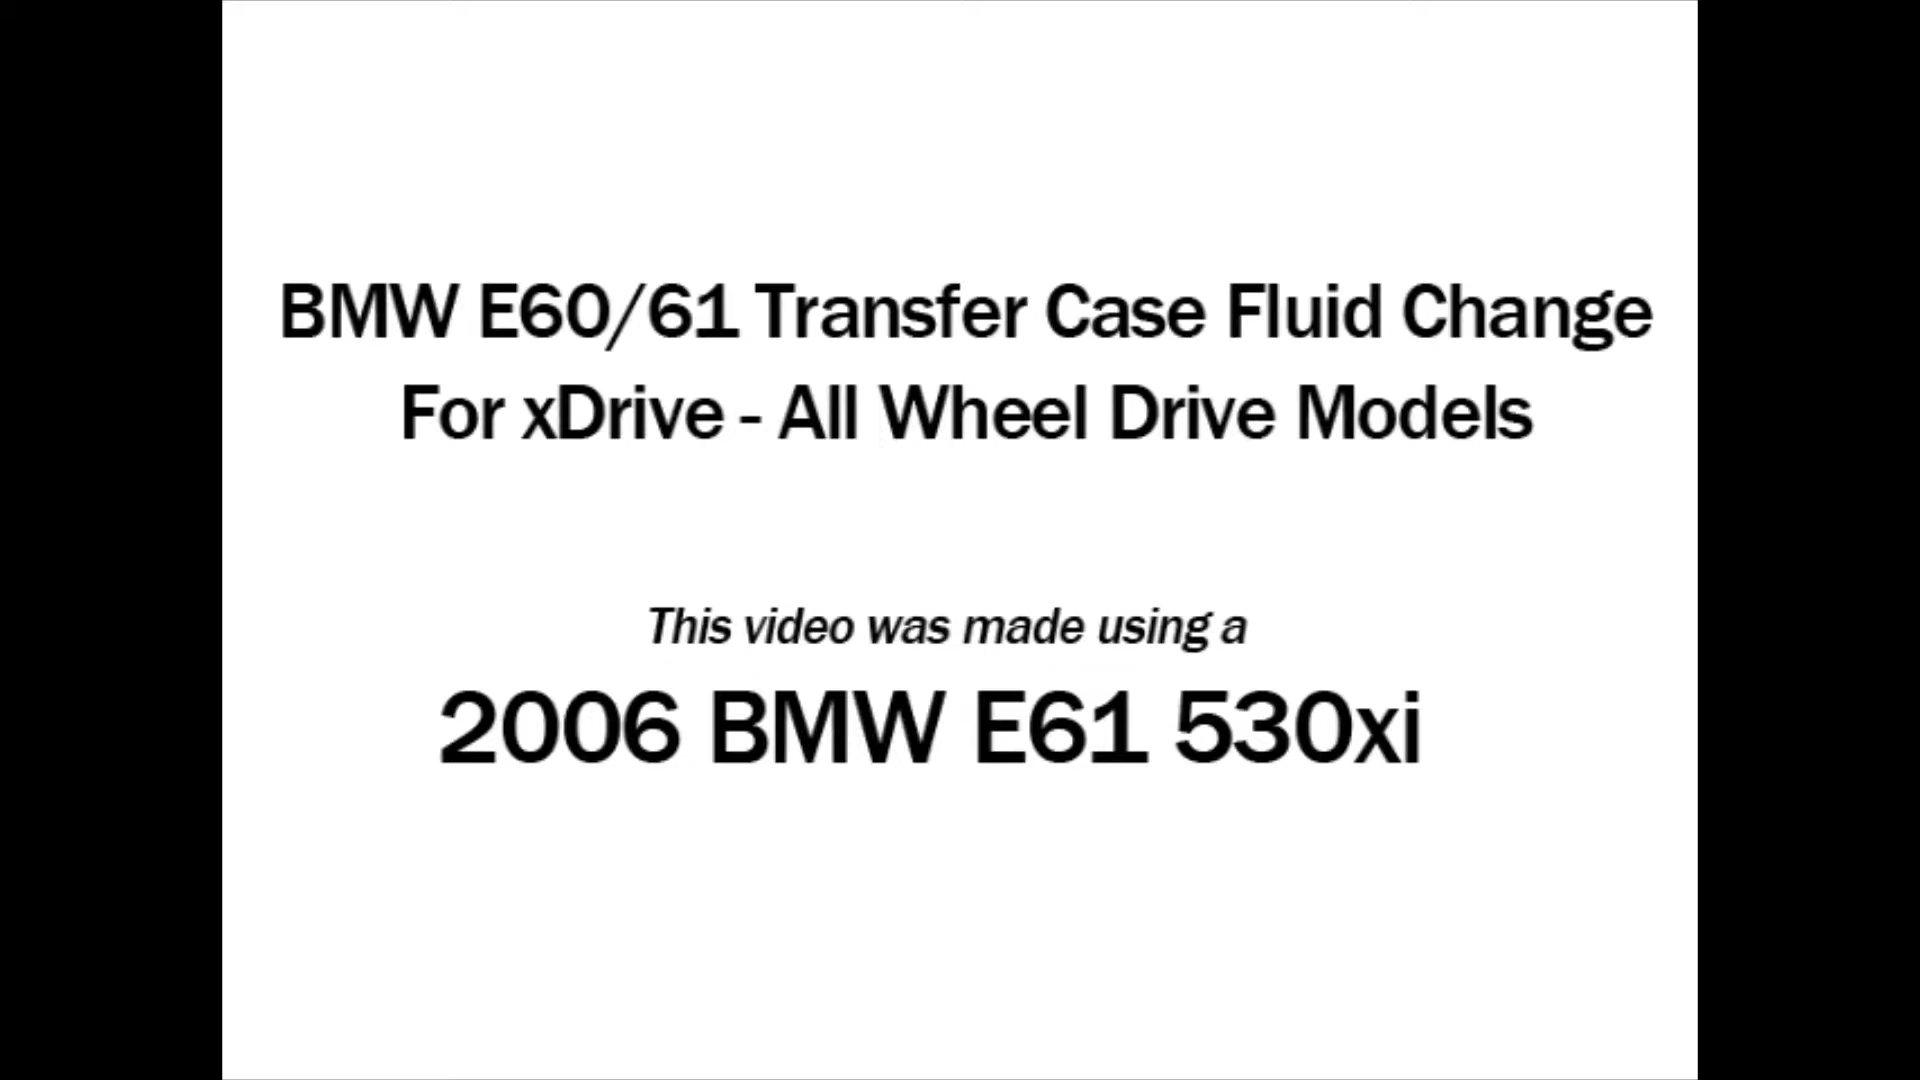 BMW E60/61 Transfer Case Fluid Change
For xDrive - All Wheel Drive Models
This video was made using a
2006 BMW E61 530xi